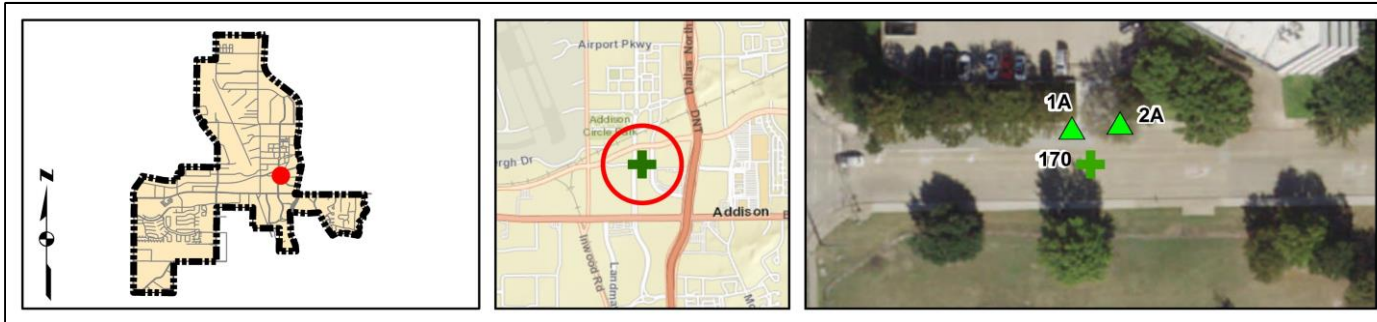 N
Airport Pkwy
Dallas North
DNT
Addison
Circle Park
rgh Dr
Addison
Inwood Rd
Landma
1A
2A
170